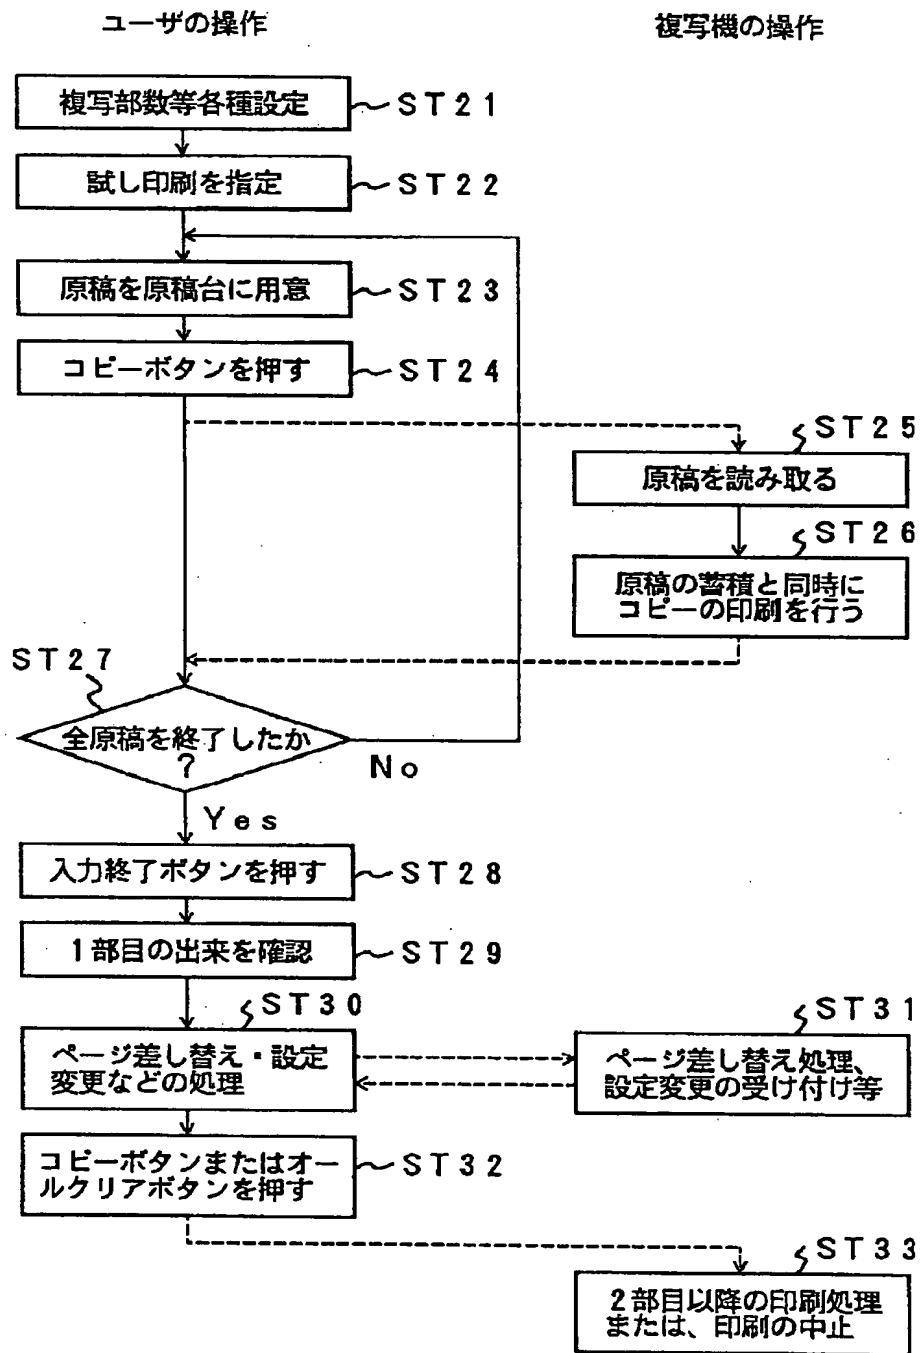 ユーザの操作
複写機の操作
複写部数等各種設定
ST21
試し印刷を指定
ST22
原稿を原稿台に用意
ST23
コピーボタンを押す
ST24
ST25
原稿を読み取る
ST26
原稿の蓄積と同時に
コピーの印刷を行う
ST27
全原稿を終了したか
?
No
Yes
入力終了ボタンを押す
ST28
1部目の出来を確認
ST29
ST30
ページ差し替え・設定
変更などの処理
ST31
ページ差し替え処理、
設定変更の受け付け等
コピーボタンまたはオー
ルクリアボタンを押す
ST32
ST33
2部目以降の印刷処理
または、印刷の中止